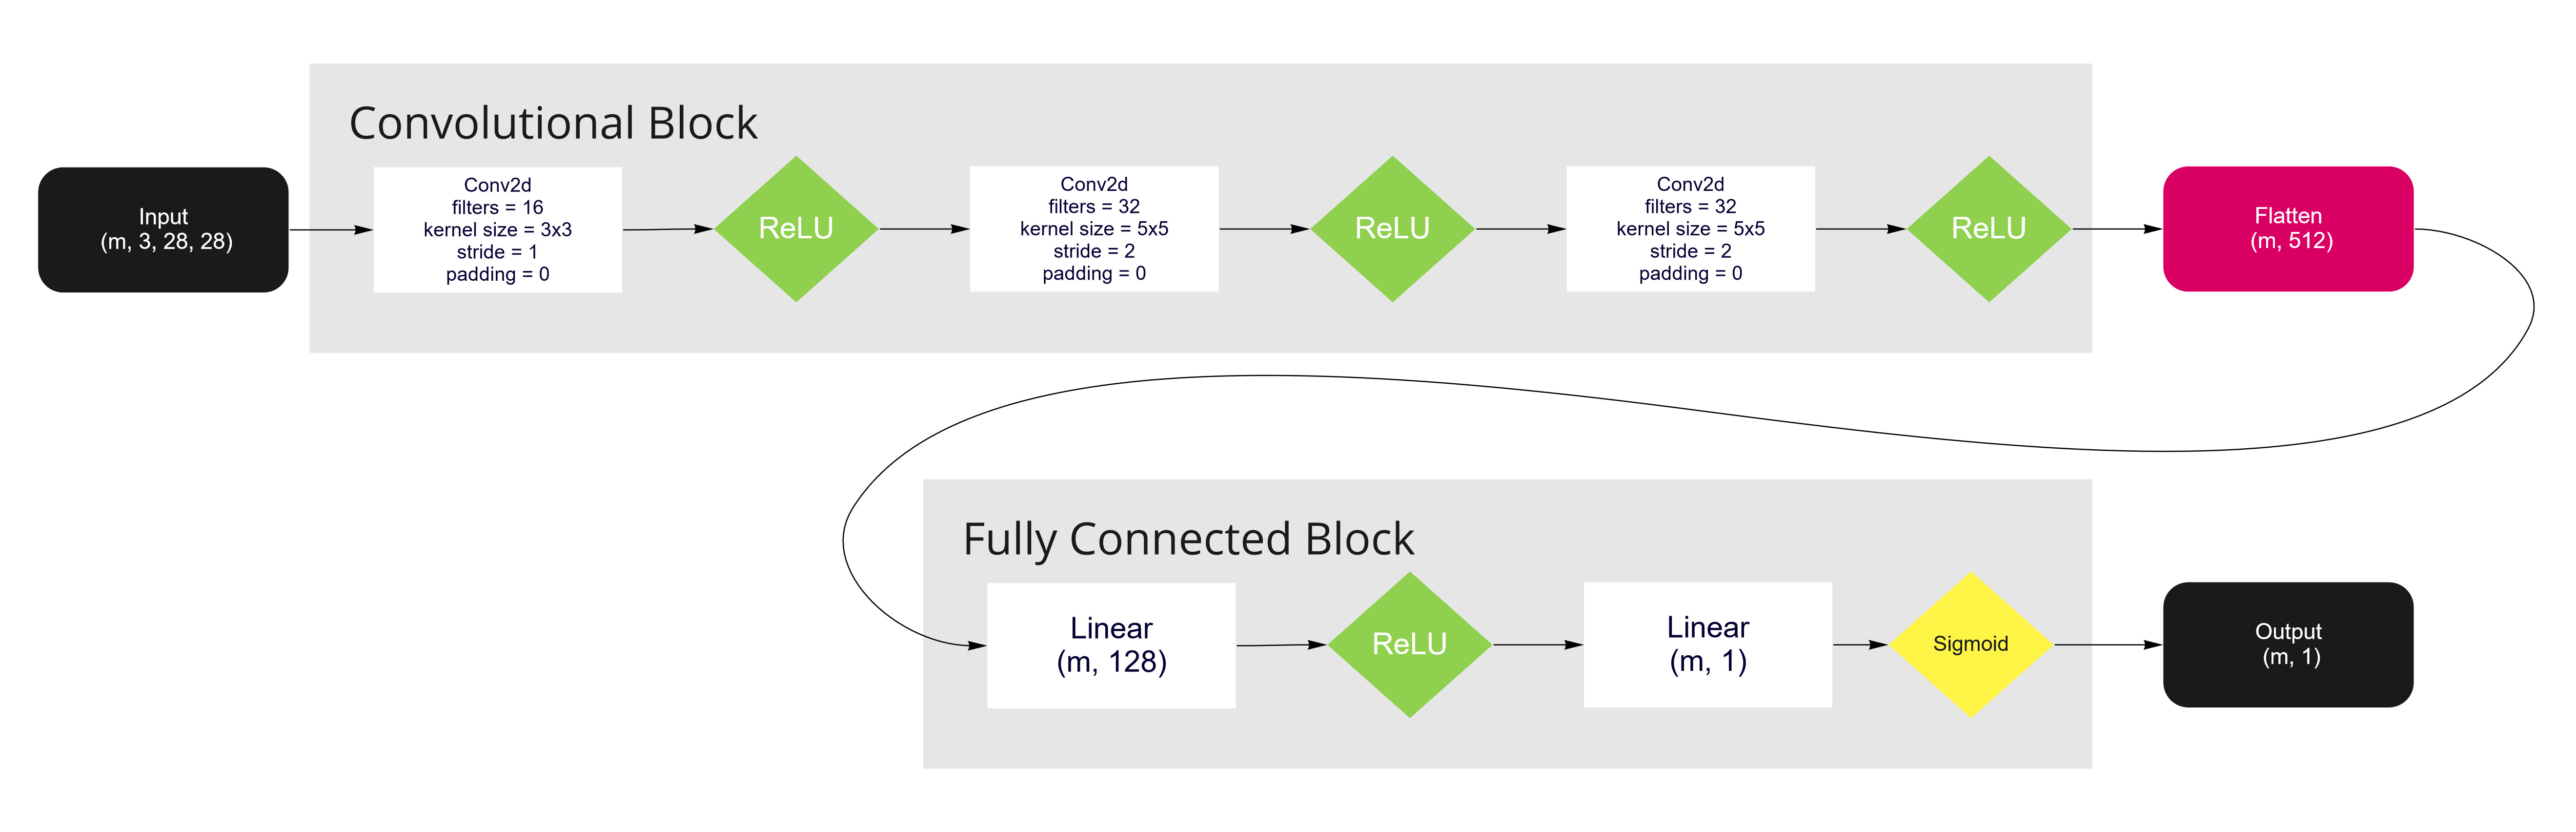 Convolutional Block
Input
(m, 3, 28, 28)
Conv2d
filters = 16
kernel size = 3x3
stride = 1
padding = 0
ReLU
Conv2d
filters = 32
kernel size = 5x5
stride = 2
padding = 0
ReLU
Conv2d
filters = 32
kernel size = 5x5
stride = 2
padding = 0
ReLU
Flatten
(m, 512)
Fully Connected Block
Linear
(m, 128)
ReLU
Linear
(m, 1)
Sigmoid
Output
(m, 1)